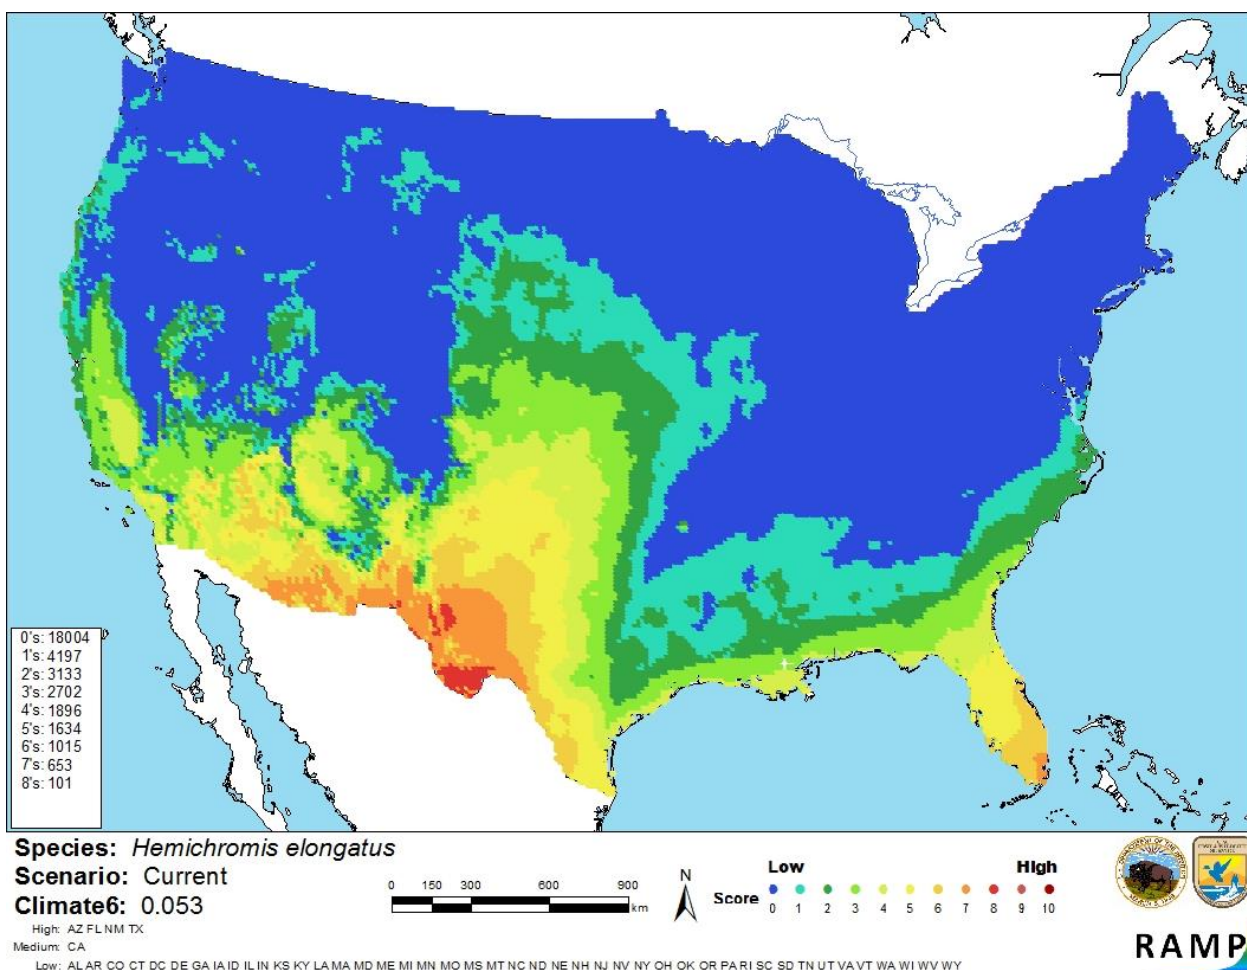 0's: 18004
1's: 4197
2's: 3133
3's: 2702
4's: 1896
5's: 1634
6's: 1015
7's: 653
8's: 101
Species: Hemichromis elongatus
Scenario: Current
Climate6: 0.053
High: AZ FL NM TX
Medium: CA
Low: AL AR CO CT DC DE GA IA ID IL IN KS KY LA MA MD ME MI MN MO MS MT NC ND NE NH NJ NV NY OH OK OR PA RI SC SD TN UT VA VT WA WI WV WY
0 150 300 600 900
km
N
Low High
Score
0 1 2 3 4 5 6 7 8 9 10
RAMP